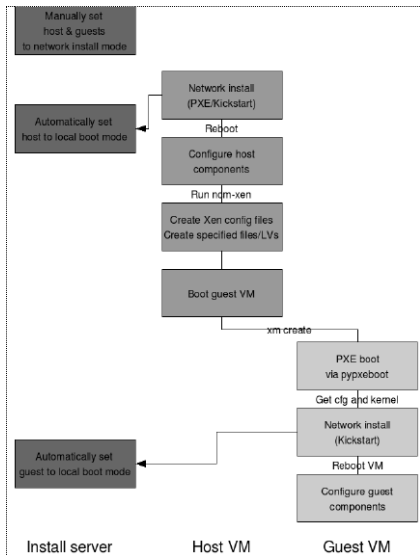 Manually set
host & guests
to network install mode
Network install
(PXE/Kickstart)
Automatically set
host to local boot mode
Reboot
Configure host
components
Run ncm-xen
Create Xen config files
Create specified files/LVs
Boot guest VM
xm create
PXE boot
via pypxeboot
Get cfg and kernel
Network install
(Kickstart)
Automatically set
guest to local boot mode
Reboot VM
Configure guest
components
Install server
Host VM
Guest VM